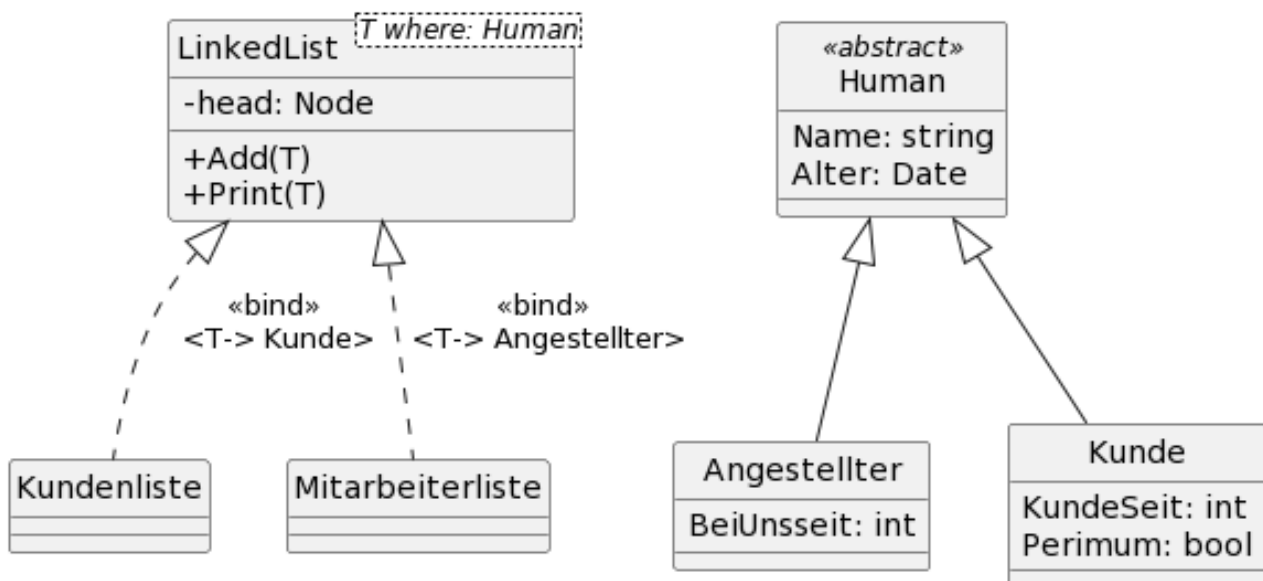 LinkedList
T where: Human
-head: Node
+Add(T)
+Print(T)
«bind»
<T-> Kunde>
«bind»
<T-> Angestellter>
Kundenliste
Mitarbeiterliste
«abstract»
Human
Name: string
Alter: Date
Angestellter
BeiUnsseit: int
Kunde
KundeSeit: int
Perimum: bool